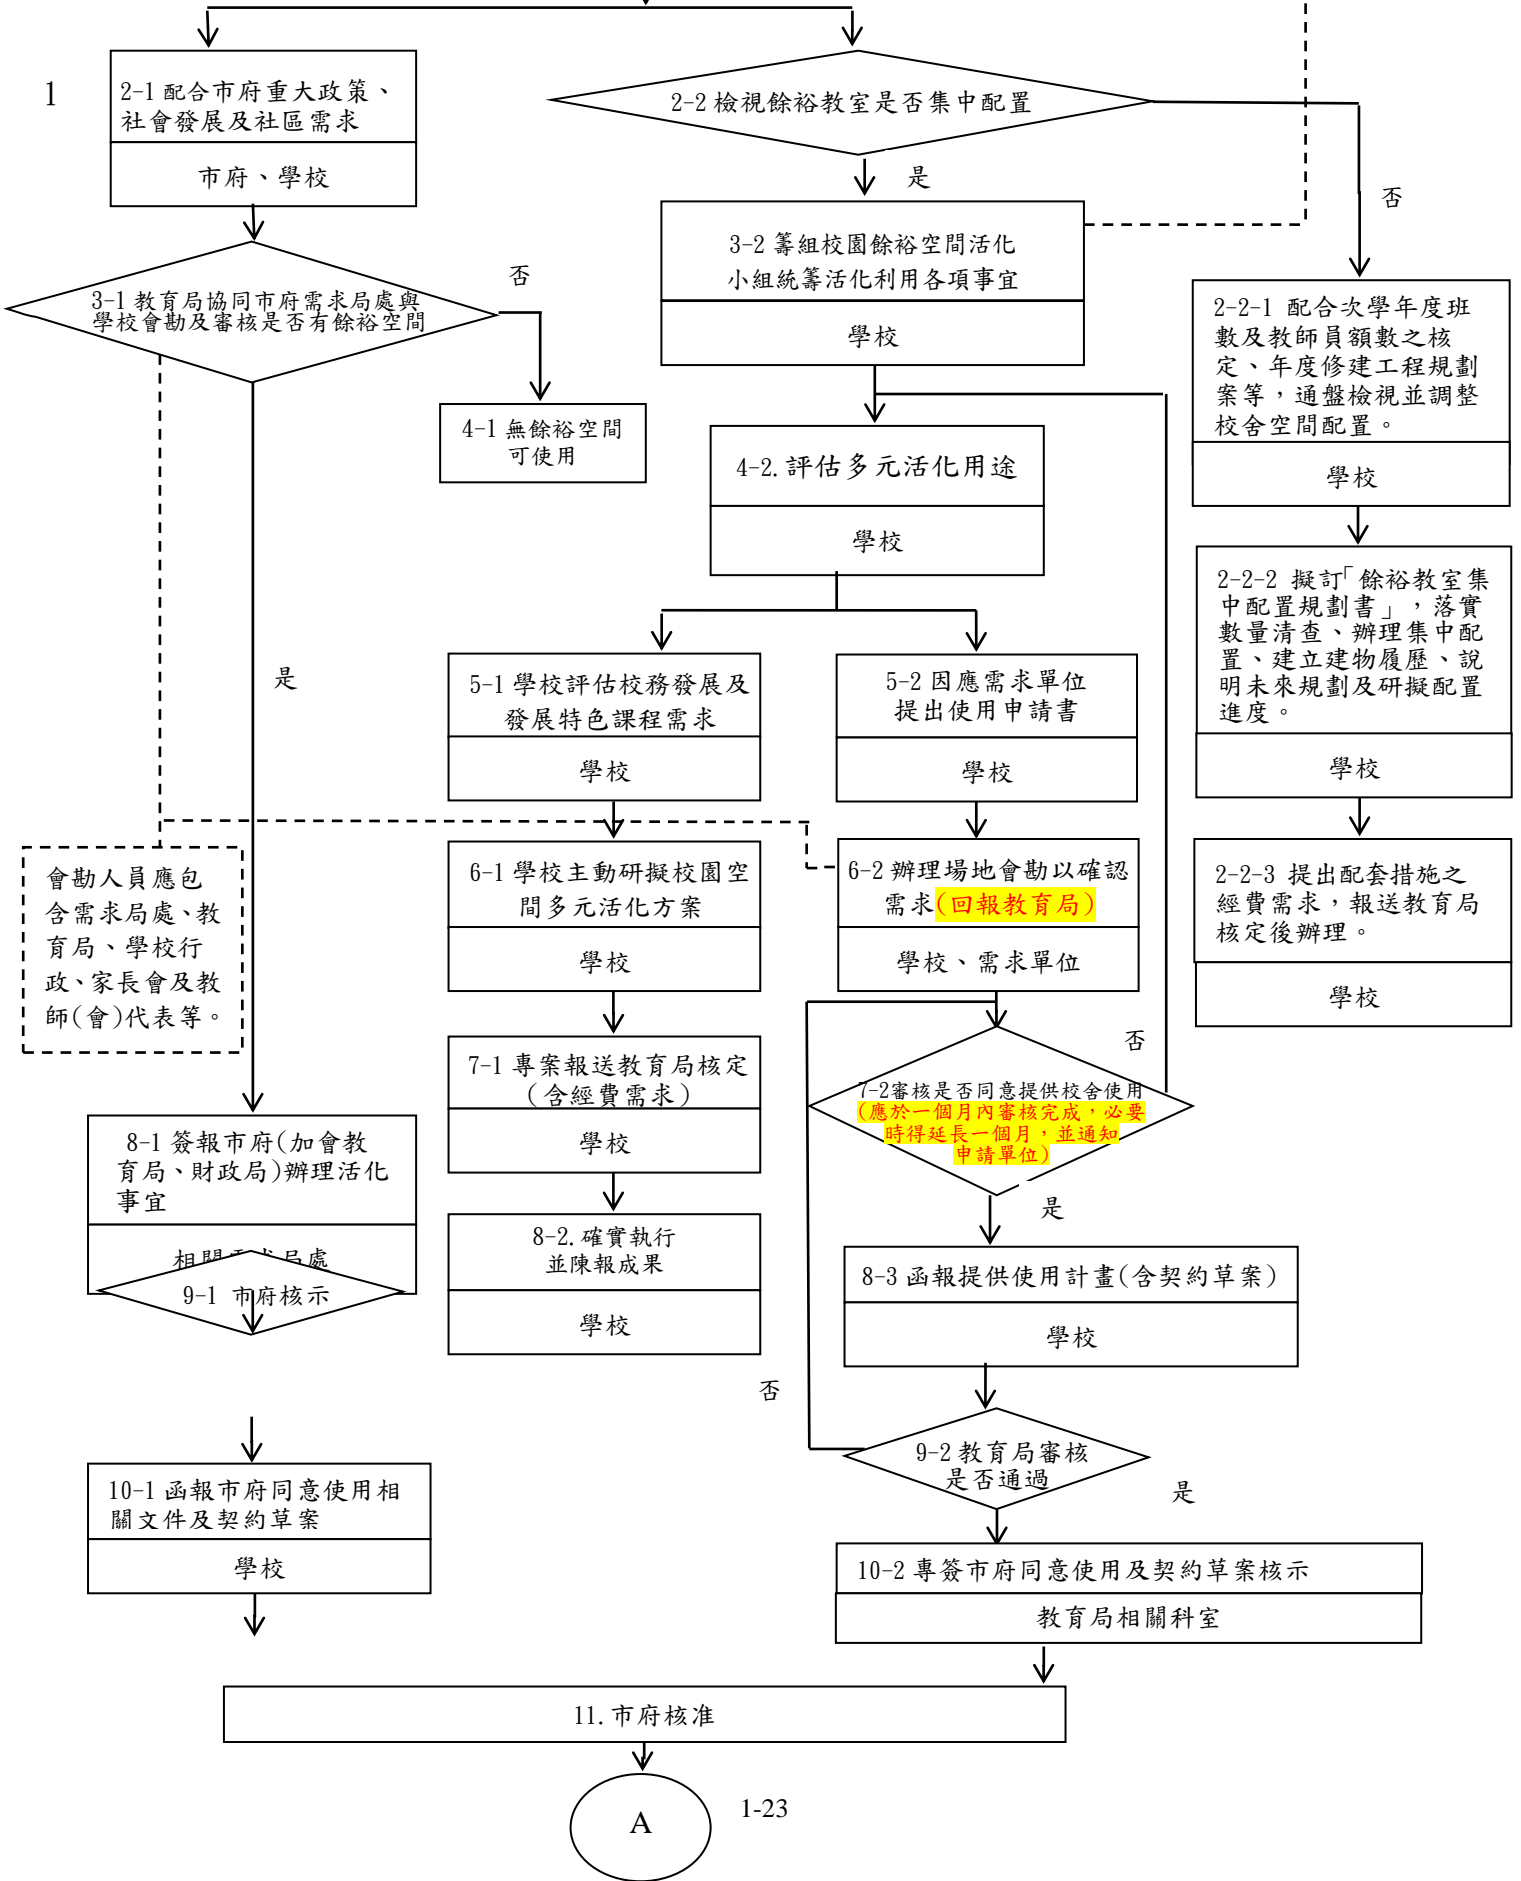 1
2-1 配合市府重大政策、
社會發展及社區需求
市府、學校
2-2 檢視餘裕教室是否集中配置
是
否
3-1 教育局協同市府需求局處與
學校會勘及審核是否有餘裕空間
否
是
4-1 無餘裕空間
可使用
3-2 籌組校園餘裕空間活化
小組統籌活化利用各項事宜
學校
2-2-1 配合次學年度班
數及教師員額數之核
定、年度修建工程規劃
案等，通盤檢視並調整
校舍空間配置。
學校
4-2.評估多元活化用途
學校
2-2-2 擬訂「餘裕教室集
中配置規劃書」，落實
數量清查、辦理集中配
置、建立建物履歷、說
明未來規劃及研擬配置
進度。
學校
5-1 學校評估校務發展及
發展特色課程需求
學校
5-2 因應需求單位
提出使用申請書
學校
2-2-3 提出配套措施之
經費需求，報送教育局
核定後辦理。
學校
會勘人員應包
含需求局處、教
育局、學校行
政、家長會及教
師(會)代表等。
6-1 學校主動研擬校園空
間多元活化方案
學校
6-2 辦理場地會勘以確認
需求(回報教育局)
學校、需求單位
7-1 專案報送教育局核定
(含經費需求)
學校
否
7-2審核是否同意提供校舍使用
(應於一個月內審核完成，必要
時得延長一個月，並通知
申請單位)
是
8-1 簽報市府(加會教
育局、財政局)辦理活化
事宜
相關需求局處
9-1 市府核示
8-2.確實執行
並陳報成果
學校
8-3 函報提供使用計畫(含契約草案)
學校
否
9-2 教育局審核
是否通過
是
10-1 函報市府同意使用相
關文件及契約草案
學校
10-2 專簽市府同意使用及契約草案核示
教育局相關科室
11.市府核准
A
1-23